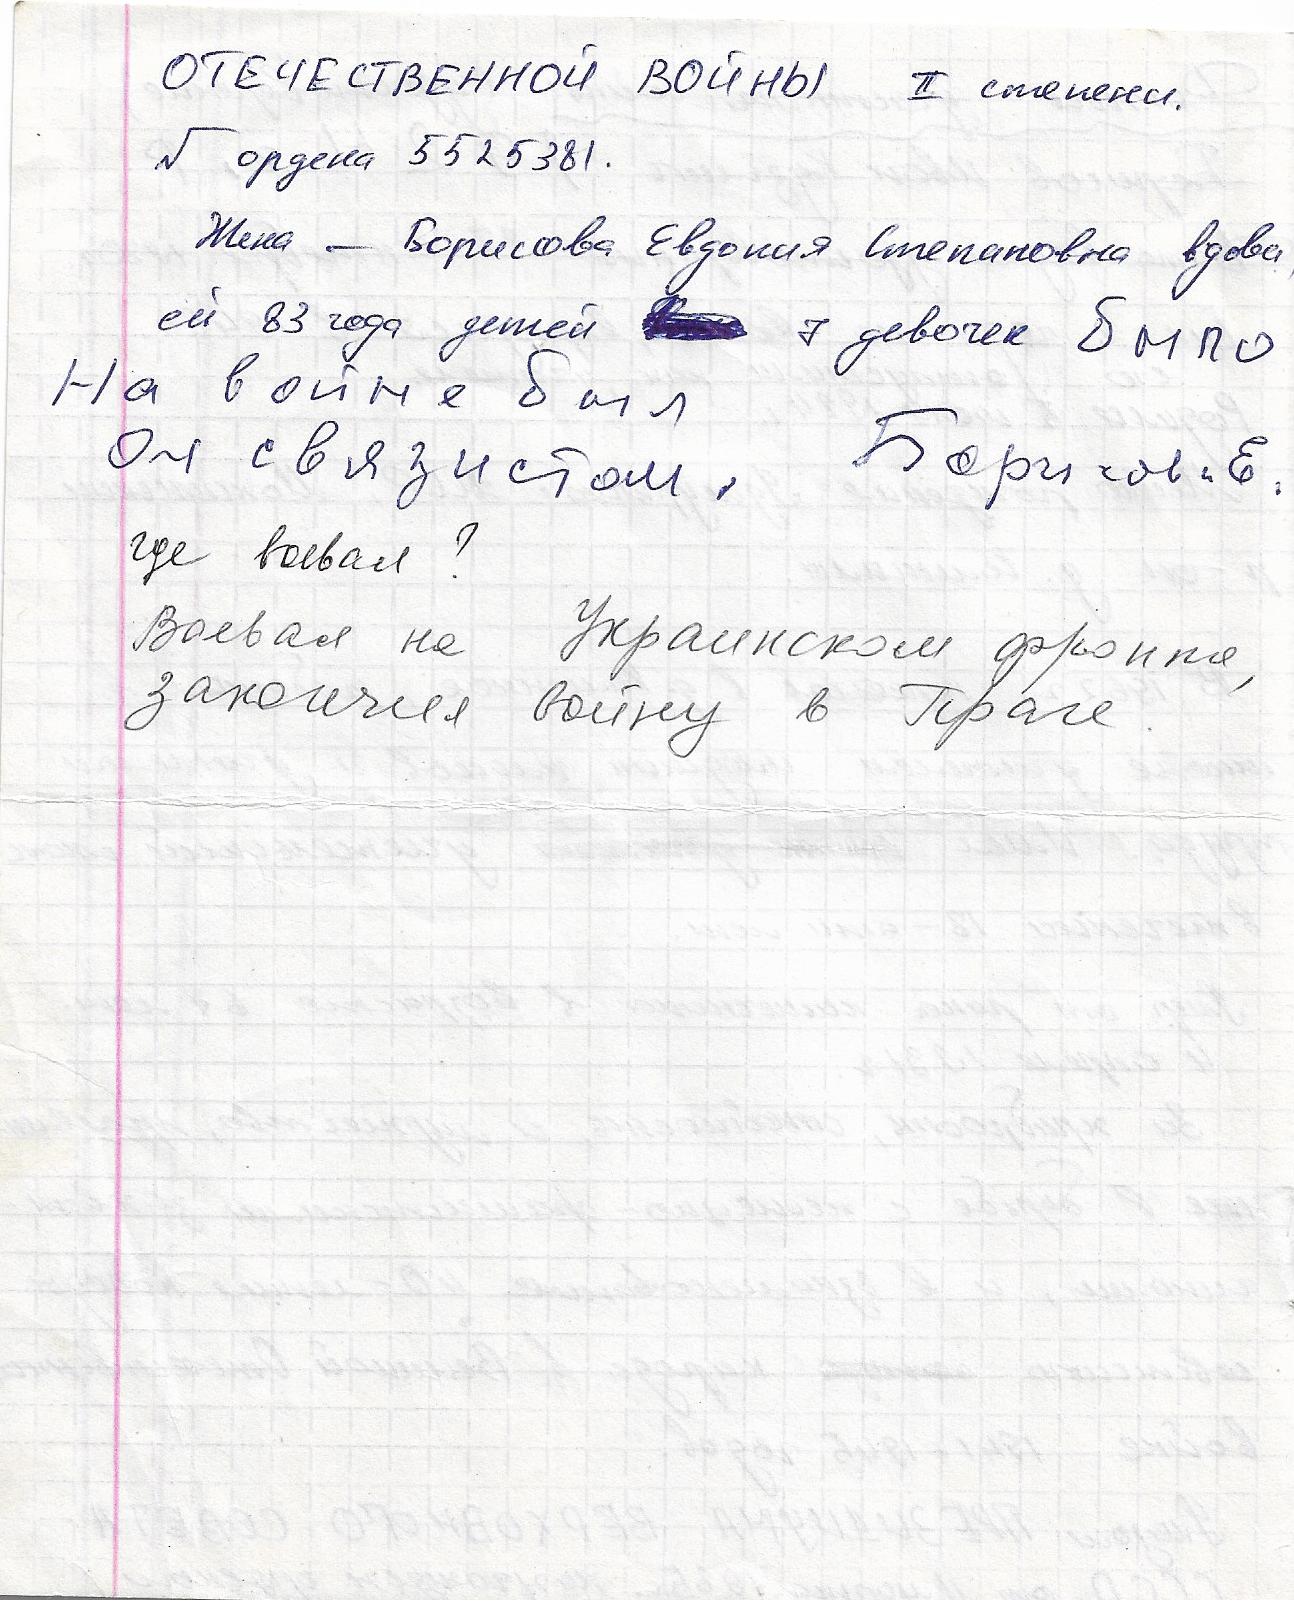 ОТЕЧЕСТВЕННОЙ ВОЙНЫ II степени.
№ ордена 5525381.
Жена — Борисова Евдокия Степановна вдова,
ей 83 года детей 7 девочек было
На войне был
Он связистом, Борисов Е.
где воевал?
Воевал на Украинском фронте,
закончил войну в Праге.